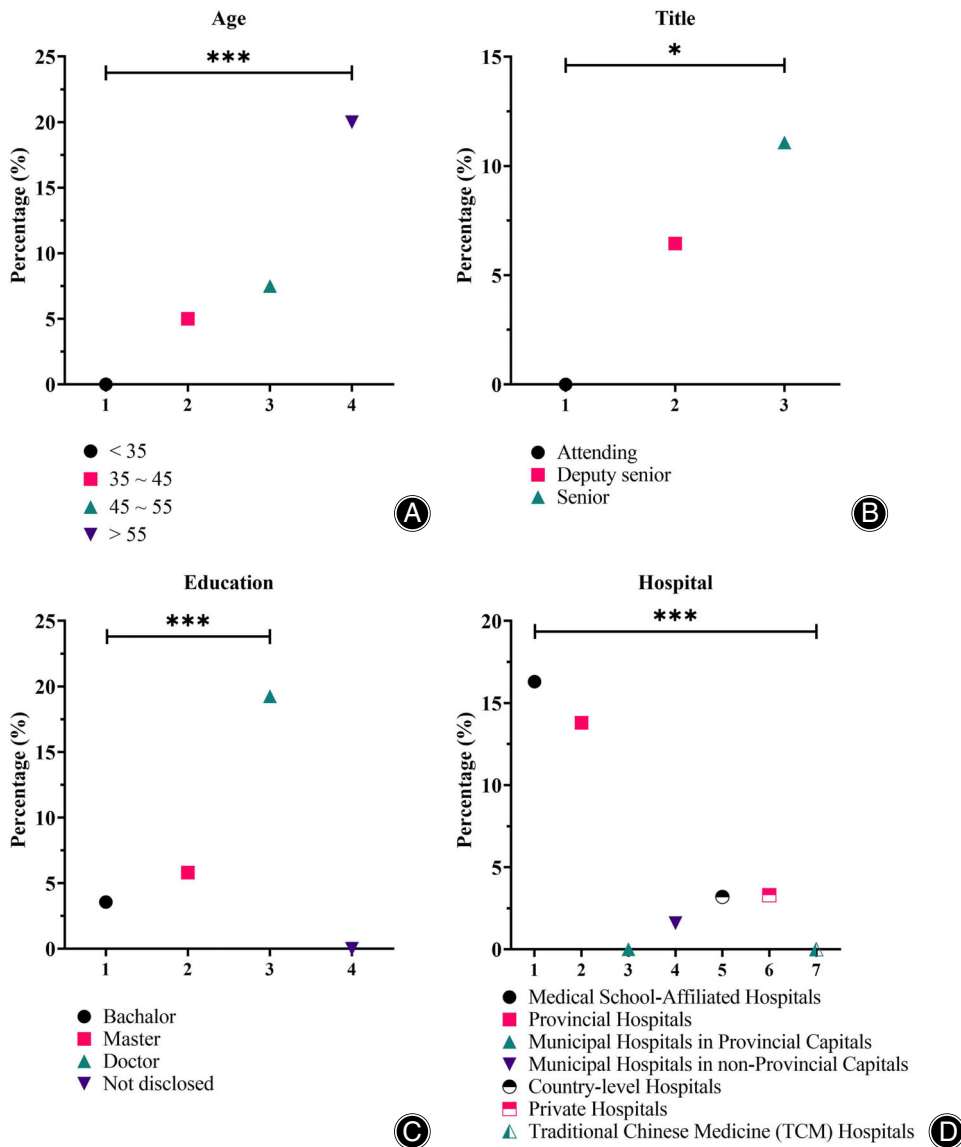 Age
***
Percentage (%)
25
20
15
10
5
0
1 2 3 4
< 35
35 ~ 45
45 ~ 55
> 55
A
Title
*
Percentage (%)
15
10
5
0
1 2 3
Attending
Deputy senior
Senior
B
Education
***
Percentage (%)
25
20
15
10
5
0
1 2 3 4
Bachalor
Master
Doctor
Not disclosed
C
Hospital
***
Percentage (%)
20
15
10
5
0
1 2 3 4 5 6 7
Medical School-Affiliated Hospitals
Provincial Hospitals
Municipal Hospitals in Provincial Capitals
Municipal Hospitals in non-Provincial Capitals
Country-level Hospitals
Private Hospitals
Traditional Chinese Medicine (TCM) Hospitals
D